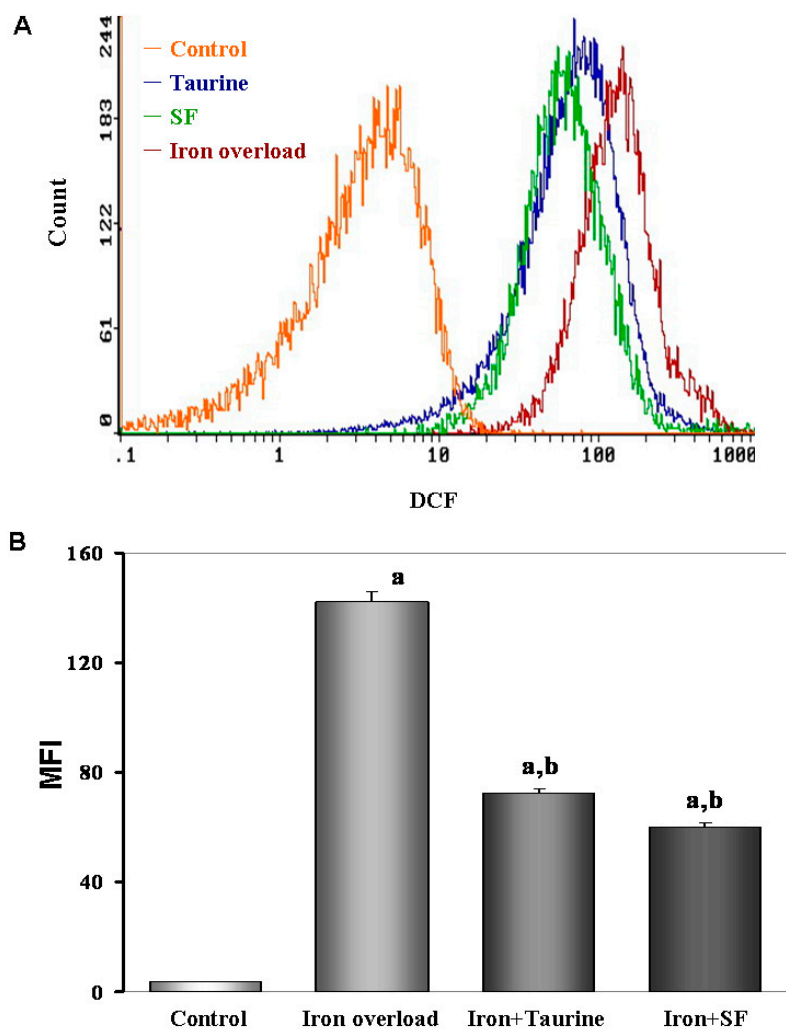 A
Control
Taurine
SF
Iron overload
Count
244
183
122
61
0
.1 1 10 100 1000
DCF
B
MFI
160
120
80
40
0
a
a,b
a,b
Control Iron overload Iron+Taurine Iron+SF